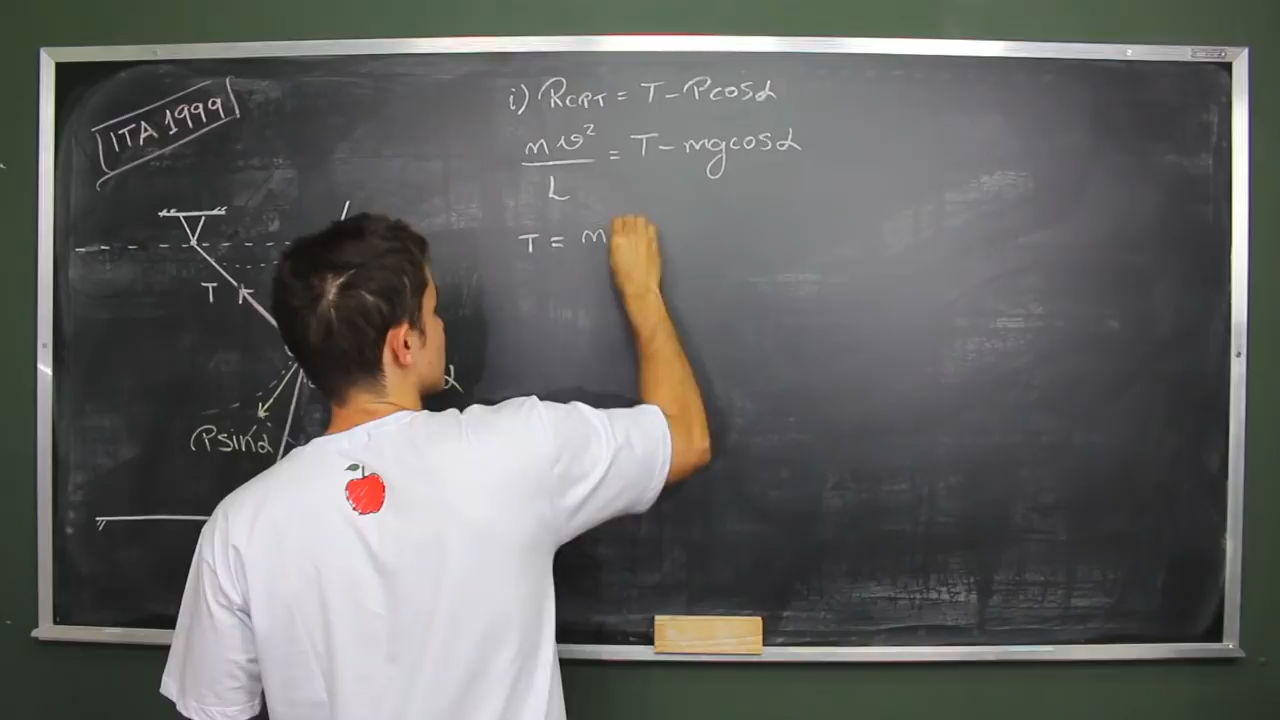 ITA 1999
i) RCPT = T - Pcosα
mv²/L = T - mgcosα
T = m
T
α
Psinα